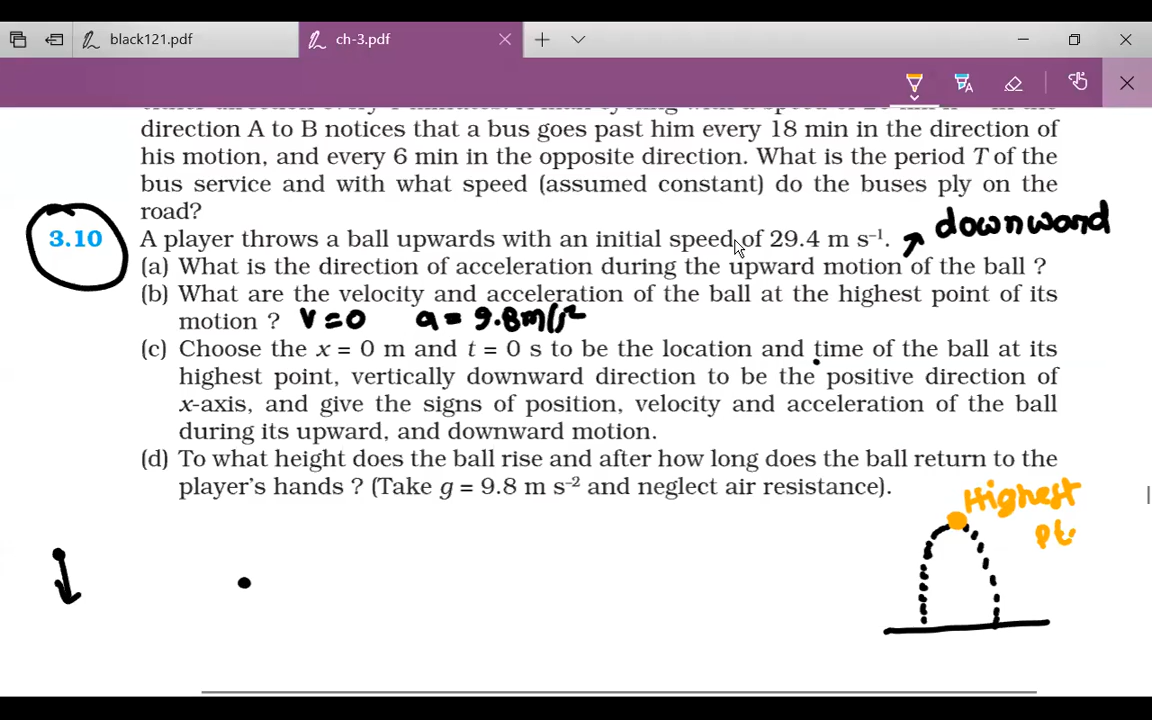 black121.pdf
ch-3.pdf
direction A to B notices that a bus goes past him every 18 min in the direction of
his motion, and every 6 min in the opposite direction. What is the period T of the
bus service and with what speed (assumed constant) do the buses ply on the
road?
downward
3.10 A player throws a ball upwards with an initial speed of 29.4 m s⁻¹.
(a) What is the direction of acceleration during the upward motion of the ball ?
(b) What are the velocity and acceleration of the ball at the highest point of its
motion ? v=0 a = 9.8m/s²
(c) Choose the x = 0 m and t = 0 s to be the location and time of the ball at its
highest point, vertically downward direction to be the positive direction of
x-axis, and give the signs of position, velocity and acceleration of the ball
during its upward, and downward motion.
(d) To what height does the ball rise and after how long does the ball return to the
player's hands ? (Take g = 9.8 m s⁻² and neglect air resistance).
Highest
pt.